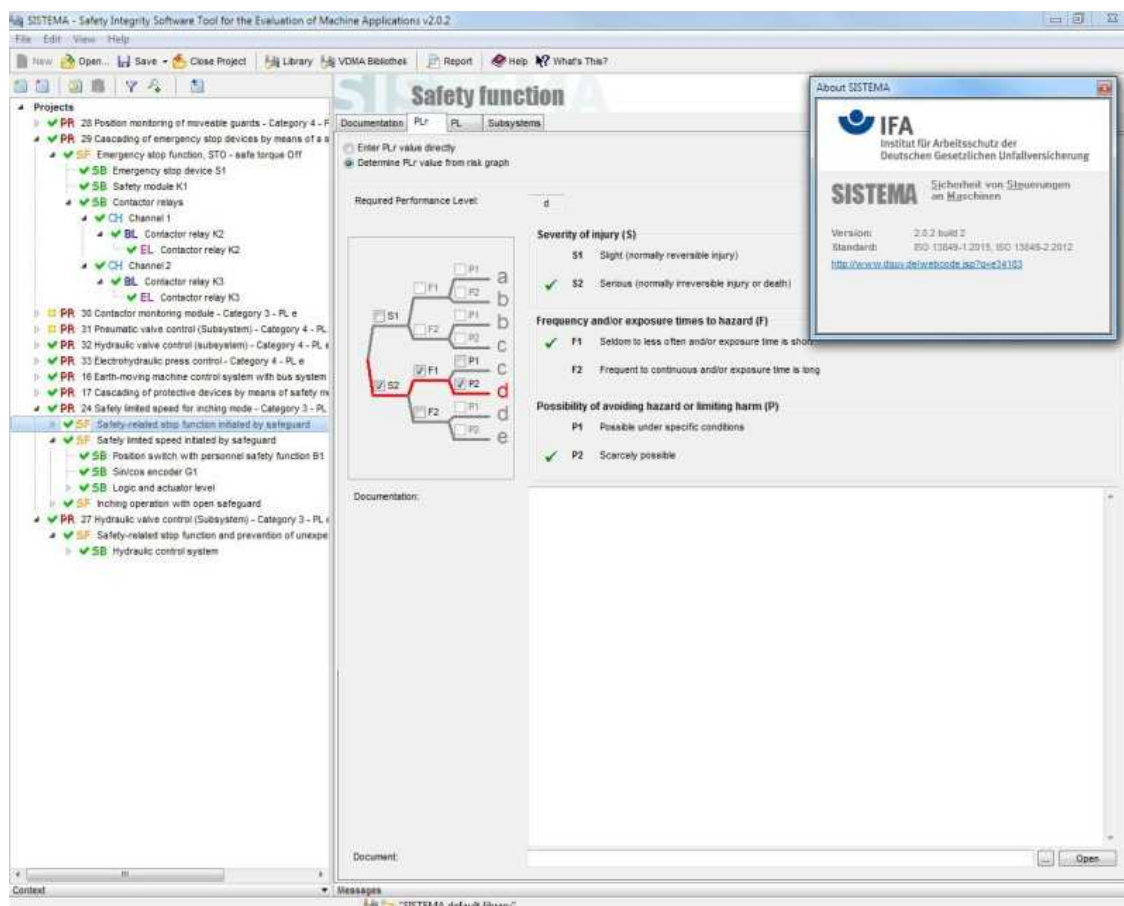 SISTEMA - Safety Integrity Software Tool for the Evaluation of Machine Applications v2.0.2
File Edit View Help
New Open... Save Close Project Library VDMA Bibliothek Report Help What's This?
Projects
PR 28 Position monitoring of moveable guards - Category 4 - F
PR 29 Cascading of emergency stop devices by means of a s
SF Emergency stop function, STO - safe torque Off
SB Emergency stop device S1
SB Safety module K1
SB Contactor relays
CH Channel 1
BL Contactor relay K2
EL Contactor relay K2
CH Channel 2
BL Contactor relay K3
EL Contactor relay K3
PR 30 Contactor monitoring module - Category 3 - PL e
PR 31 Pneumatic valve control (Subsystem) - Category 4 - PL
PR 32 Hydraulic valve control (subsystem) - Category 4 - PL e
PR 33 Electrohydraulic press control - Category 4 - PL e
PR 16 Earth-moving machine control system with bus system
PR 17 Cascading of protective devices by means of safety m
PR 24 Safely limited speed for inching mode - Category 3 - PL
SF Safety-related stop function initiated by safeguard
SF Safely limited speed initiated by safeguard
SB Position switch with personnel safety function B1
SB Sin/cos encoder G1
SB Logic and actuator level
SF Inching operation with open safeguard
PR 27 Hydraulic valve control (Subsystem) - Category 3 - PL e
SF Safety-related stop function and prevention of unexpe
SB Hydraulic control system
Context
Safety function
Documentation PLr PL Subsystems
Enter PLr value directly
Determine PLr value from risk graph
Required Performance Level: d
S1 F1 P1 a
P2 b
F2 P1 b
P2 c
S2 F1 P1 c
P2 d
F2 P1 d
P2 e
Severity of injury (S)
S1 Slight (normally reversible injury)
S2 Serious (normally irreversible injury or death)
Frequency and/or exposure times to hazard (F)
F1 Seldom to less often and/or exposure time is short
F2 Frequent to continuous and/or exposure time is long
Possibility of avoiding hazard or limiting harm (P)
P1 Possible under specific conditions
P2 Scarcely possible
Documentation:
Document: ... Open
Messages
"SISTEMA default library"
About SISTEMA
IFA
Institut für Arbeitsschutz der
Deutschen Gesetzlichen Unfallversicherung
SISTEMA Sicherheit von Steuerungen
an Maschinen
Version: 2.0.2 build 2
Standard: ISO 13849-1:2015, ISO 13849-2:2012
http://www.dguv.de/webcode.jsp?q=e34183